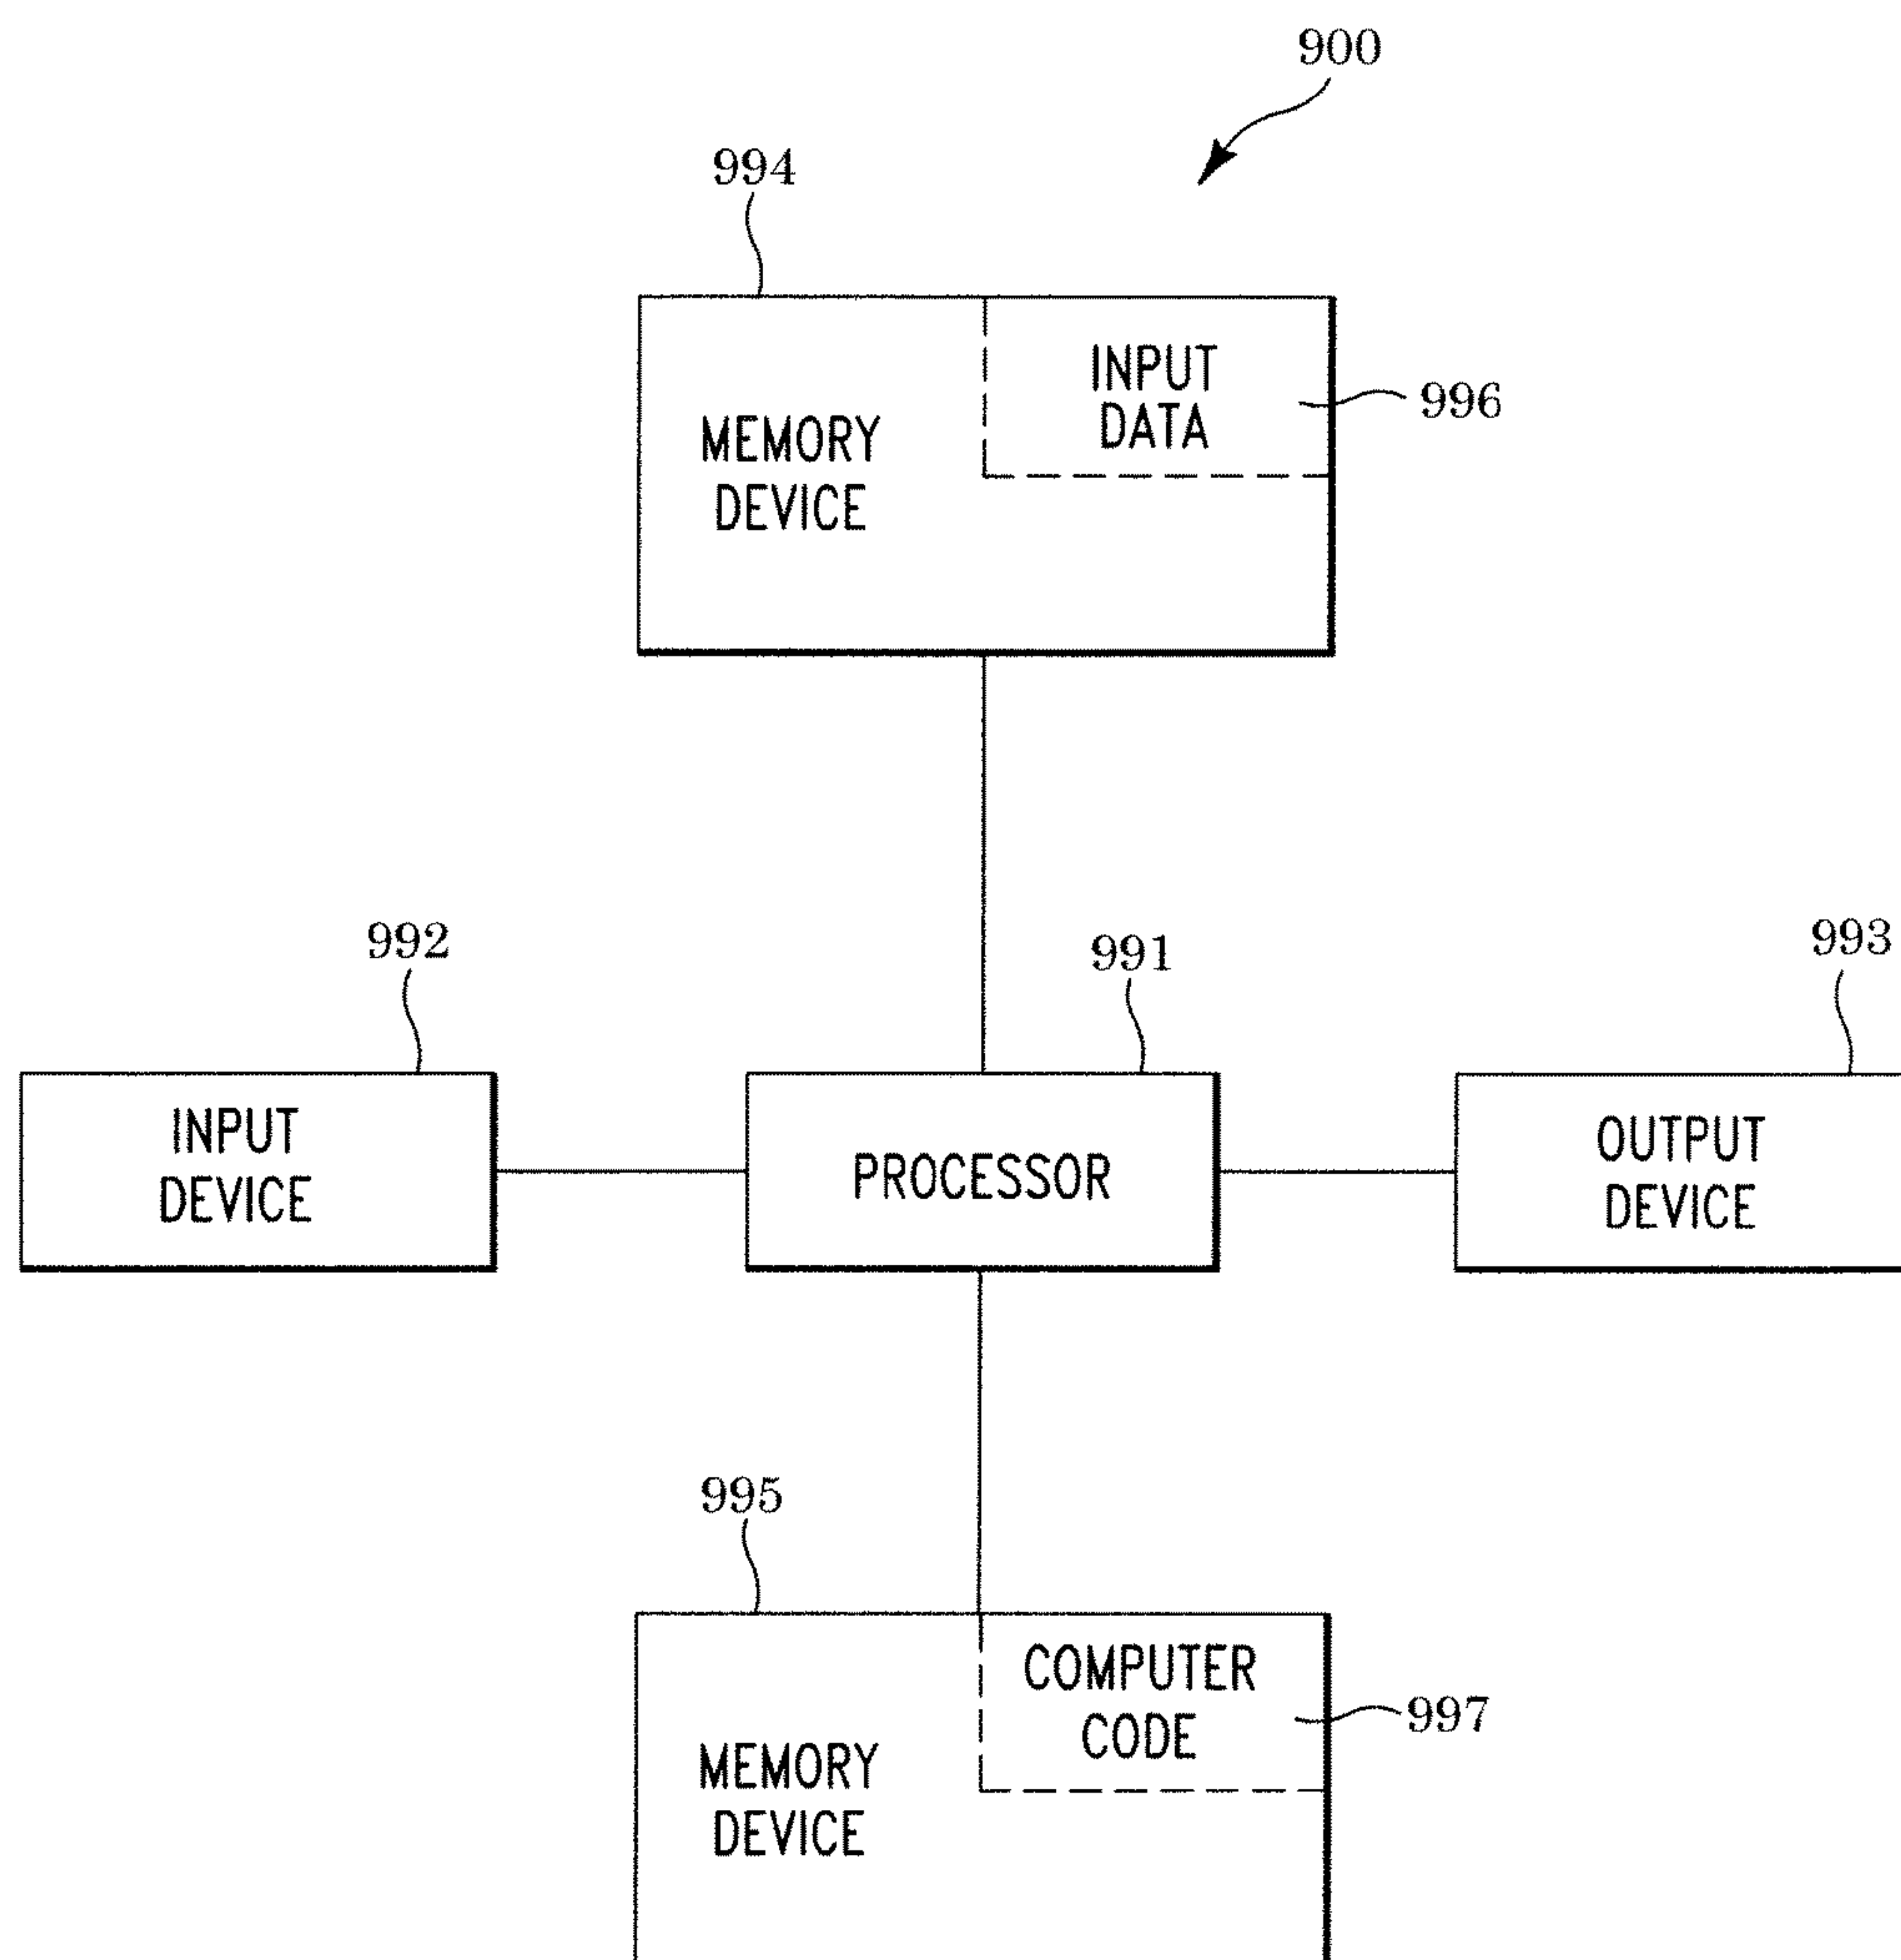 900
994
INPUT
DATA
996
MEMORY
DEVICE
992
991
993
INPUT
DEVICE
PROCESSOR
OUTPUT
DEVICE
995
COMPUTER
CODE
997
MEMORY
DEVICE